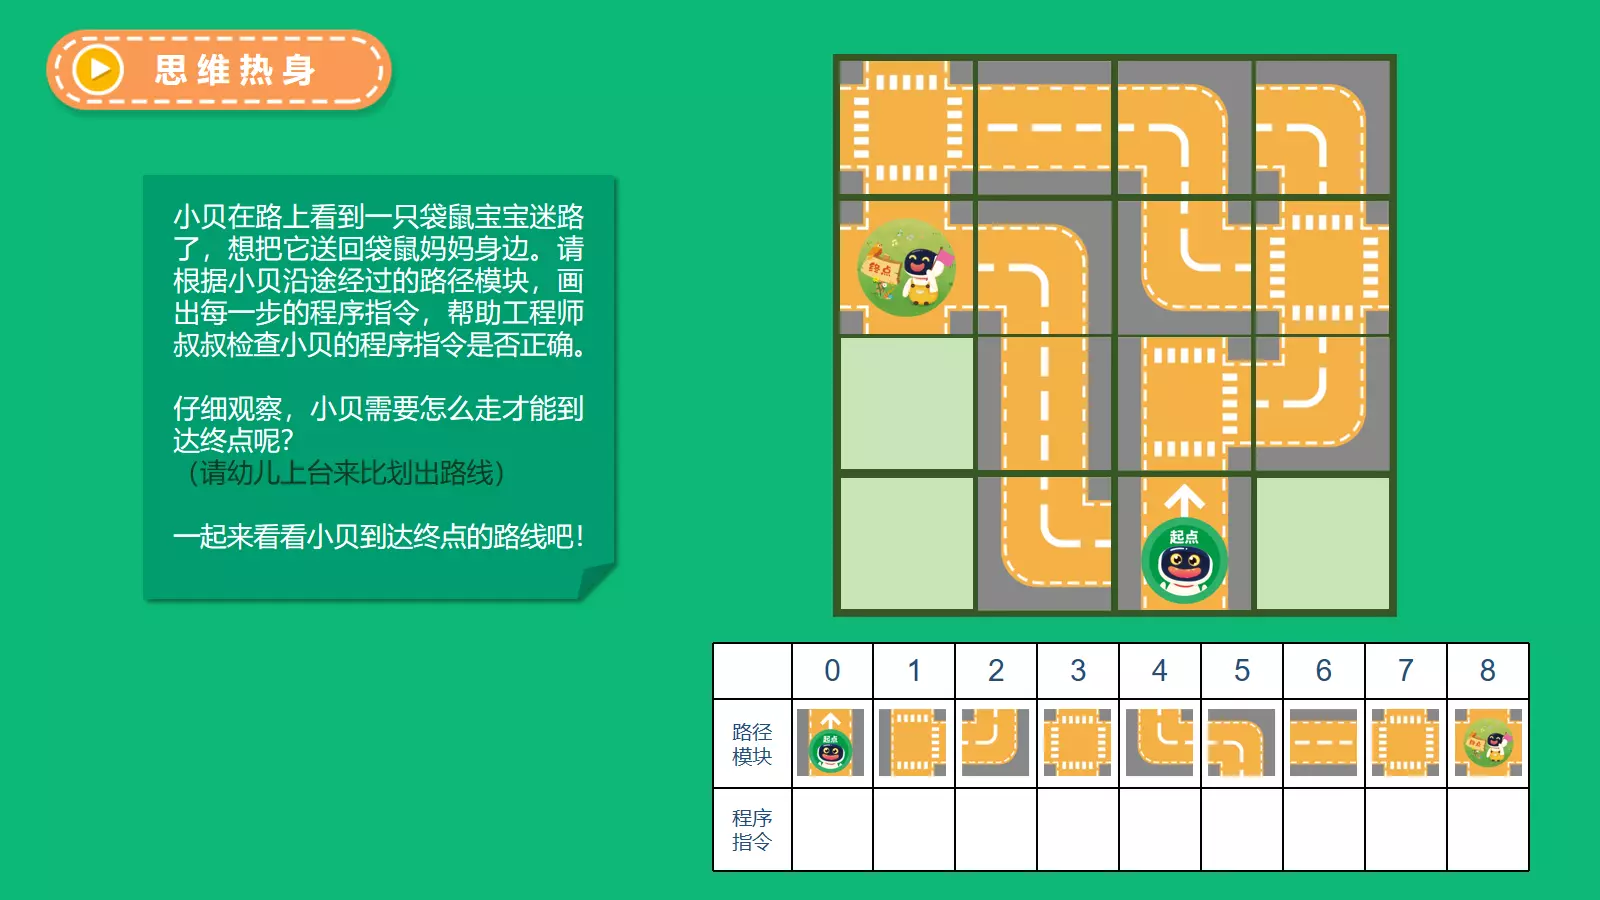 思维热身
小贝在路上看到一只袋鼠宝宝迷路
了，想把它送回袋鼠妈妈身边。请
根据小贝沿途经过的路径模块，画
出每一步的程序指令，帮助工程师
叔叔检查小贝的程序指令是否正确。
仔细观察，小贝需要怎么走才能到
达终点呢？
（请幼儿上台来比划出路线）
一起来看看小贝到达终点的路线吧！
终点
起点
0 1 2 3 4 5 6 7 8
路径
模块
起点
终点
程序
指令